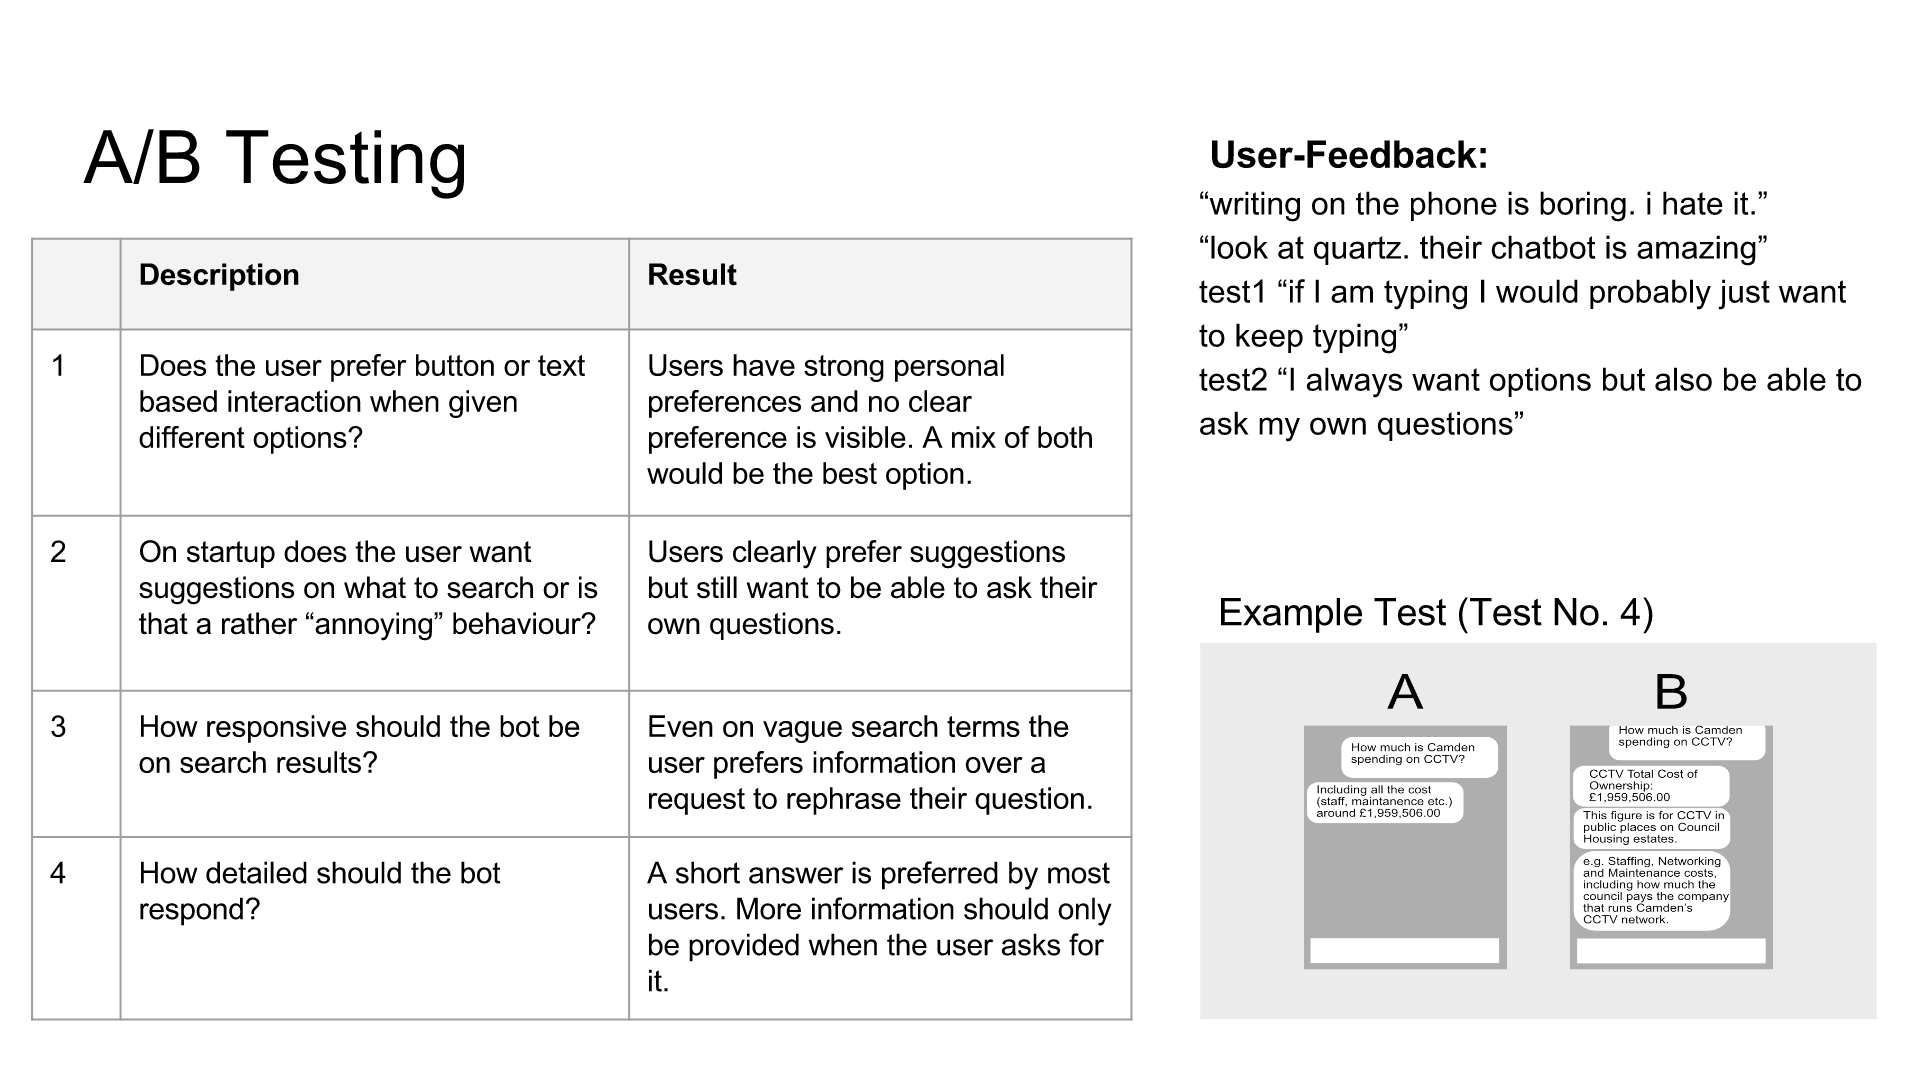 A/B Testing
Description
Result
1
Does the user prefer button or text
based interaction when given
different options?
Users have strong personal
preferences and no clear
preference is visible. A mix of both
would be the best option.
2
On startup does the user want
suggestions on what to search or is
that a rather “annoying” behaviour?
Users clearly prefer suggestions
but still want to be able to ask their
own questions.
3
How responsive should the bot be
on search results?
Even on vague search terms the
user prefers information over a
request to rephrase their question.
4
How detailed should the bot
respond?
A short answer is preferred by most
users. More information should only
be provided when the user asks for
it.
User-Feedback:
“writing on the phone is boring. i hate it.”
“look at quartz. their chatbot is amazing”
test1 “if I am typing I would probably just want
to keep typing”
test2 “I always want options but also be able to
ask my own questions”
Example Test (Test No. 4)
A
How much is Camden
spending on CCTV?
Including all the cost
(staff, maintanence etc.)
around £1,959,506.00
B
How much is Camden
spending on CCTV?
CCTV Total Cost of
Ownership:
£1,959,506.00
This figure is for CCTV in
public places on Council
Housing estates.
e.g. Staffing, Networking
and Maintenance costs,
including how much the
council pays the company
that runs Camden’s
CCTV network.